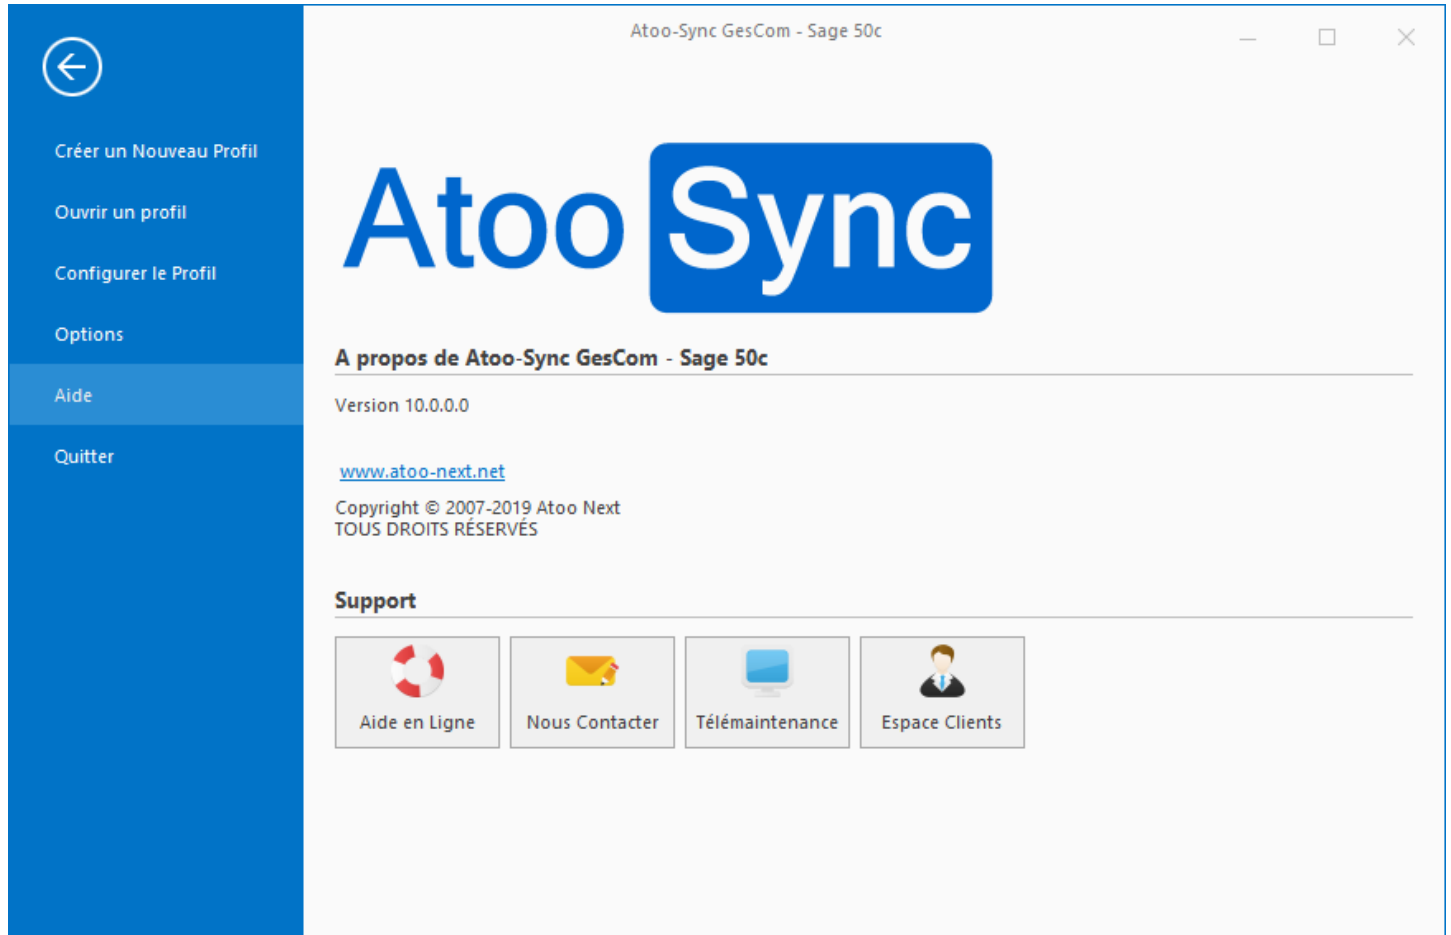 Atoo-Sync GesCom - Sage 50c
Créer un Nouveau Profil
Ouvrir un profil
Configurer le Profil
Options
Aide
Quitter
Atoo Sync
A propos de Atoo-Sync GesCom - Sage 50c
Version 10.0.0.0
www.atoo-next.net
Copyright © 2007-2019 Atoo Next
TOUS DROITS RÉSERVÉS
Support
Aide en Ligne
Nous Contacter
Télémaintenance
Espace Clients